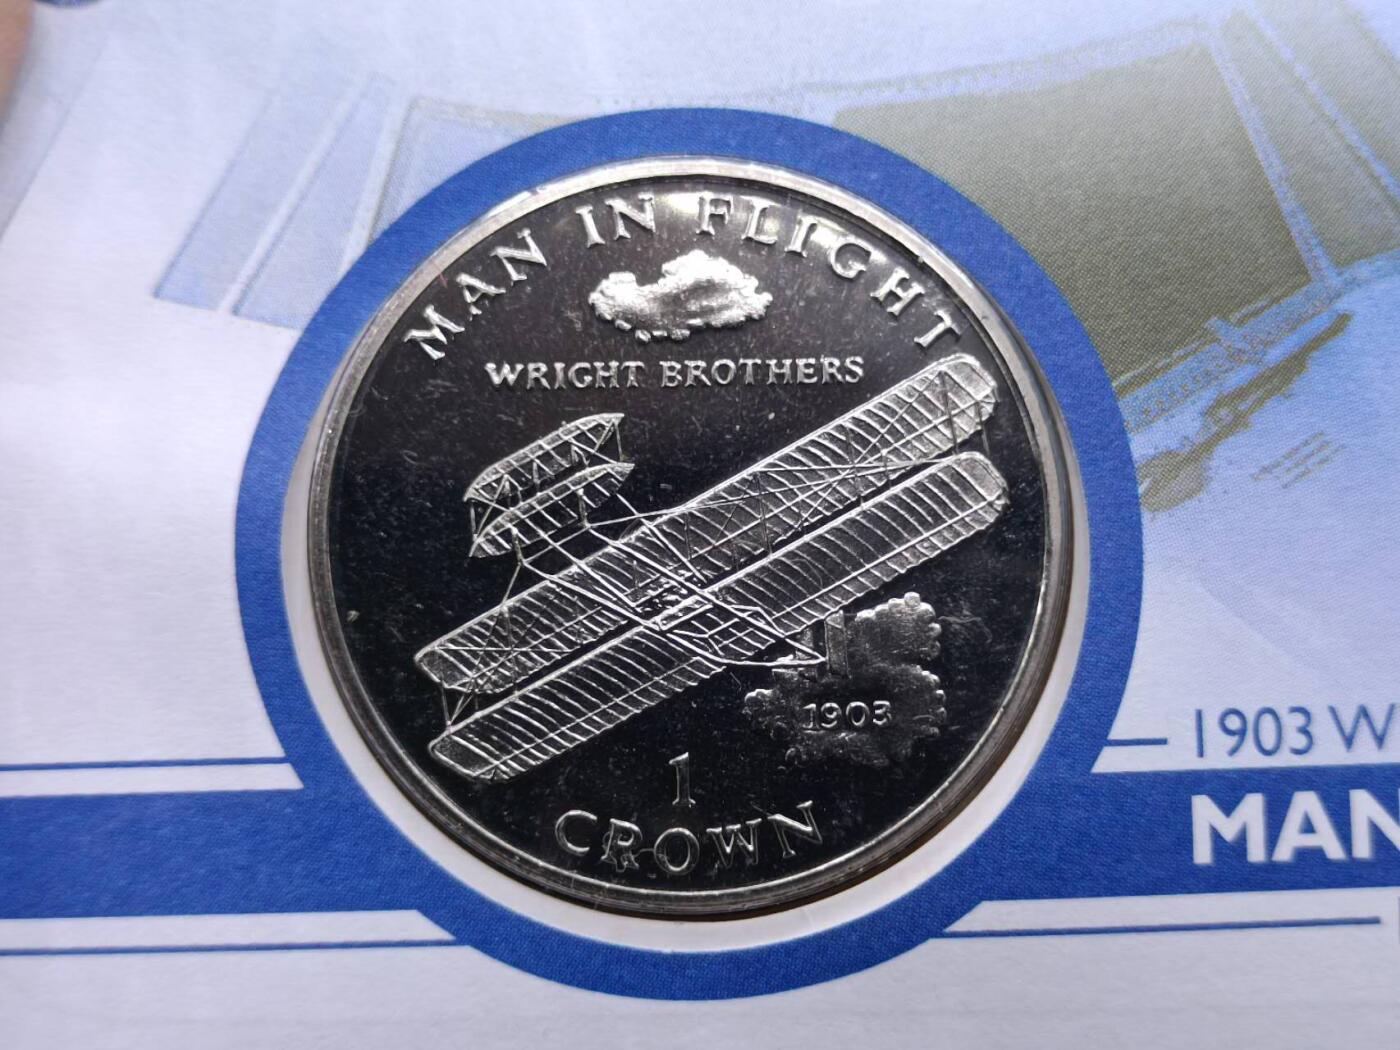 MAN IN FLIGHT
WRIGHT BROTHERS
1903
1
CROWN
1903 W
MAN